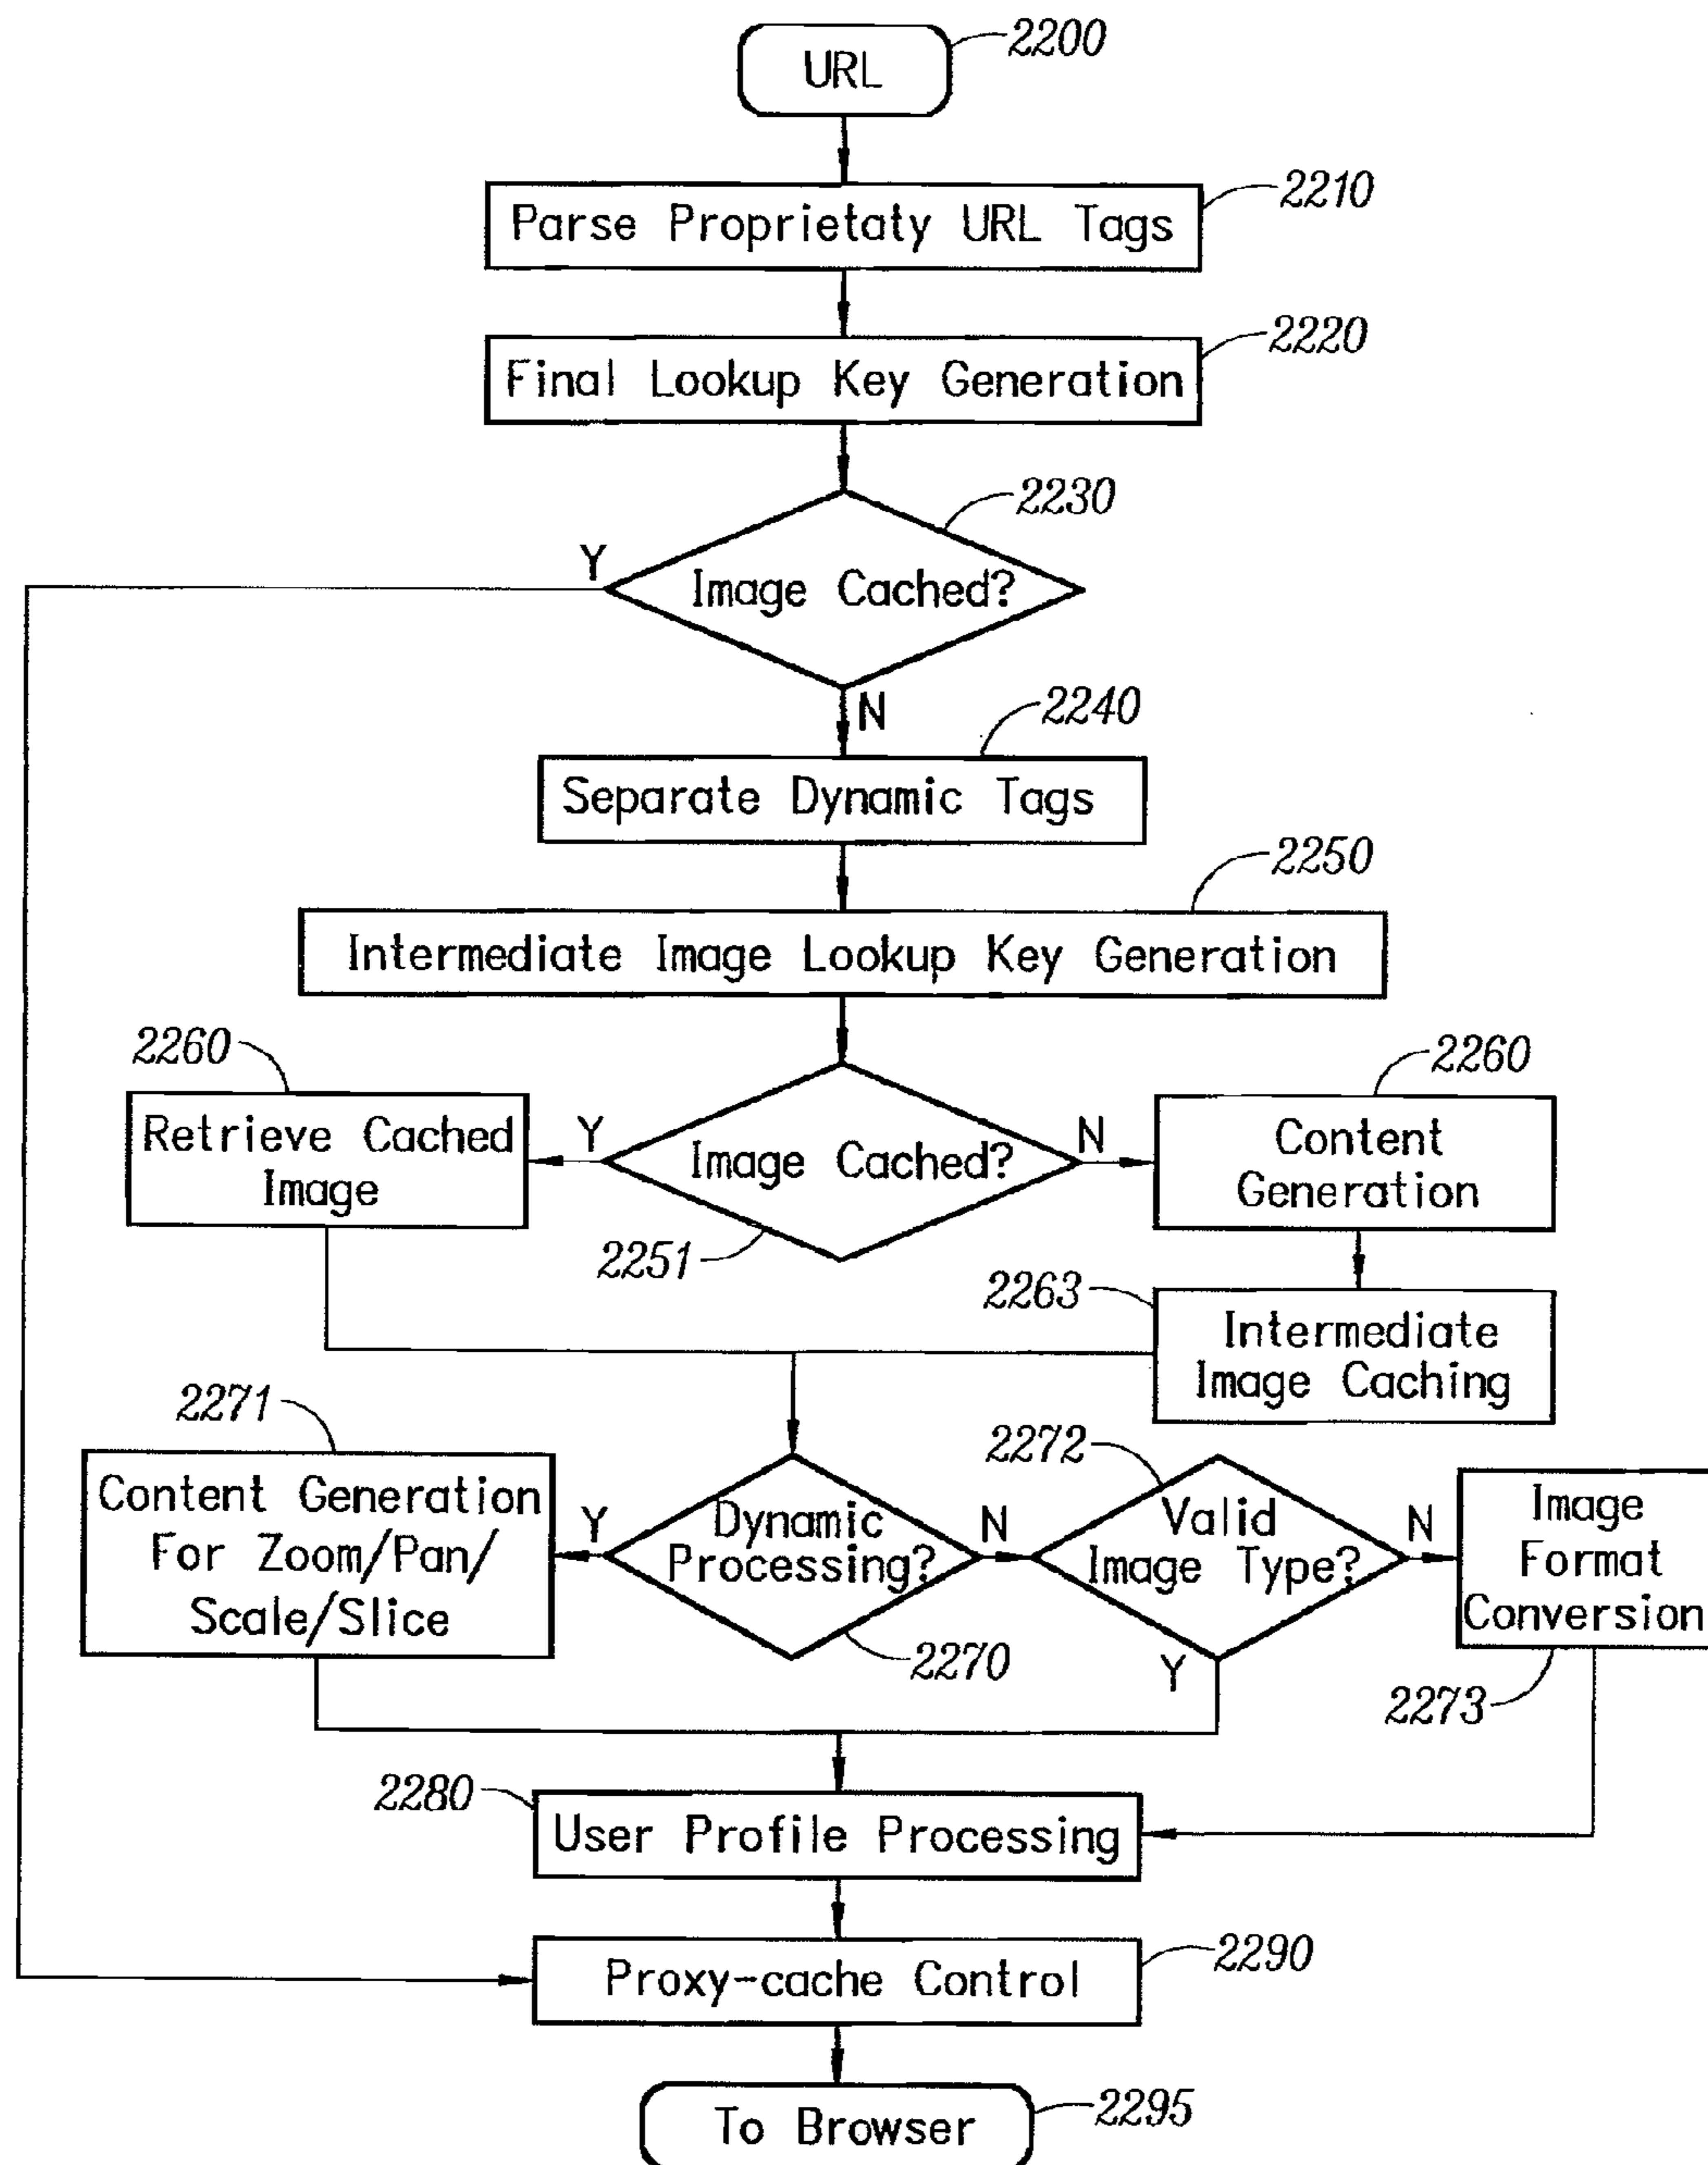 URL
2200
Parse Proprietaty URL Tags
2210
Final Lookup Key Generation
2220
2230
Y
Image Cached?
N
2240
Separate Dynamic Tags
2250
Intermediate Image Lookup Key Generation
2260
2260
Retrieve Cached
Image
Y
Image Cached?
N
Content
Generation
2251
2263
Intermediate
Image Caching
2271
2272
Content Generation
For Zoom/Pan/
Scale/Slice
Y
Dynamic
Processing?
N
Valid
Image Type?
N
Image
Format
Conversion
2270
Y
2273
2280
User Profile Processing
Proxy-cache Control
2290
To Browser
2295